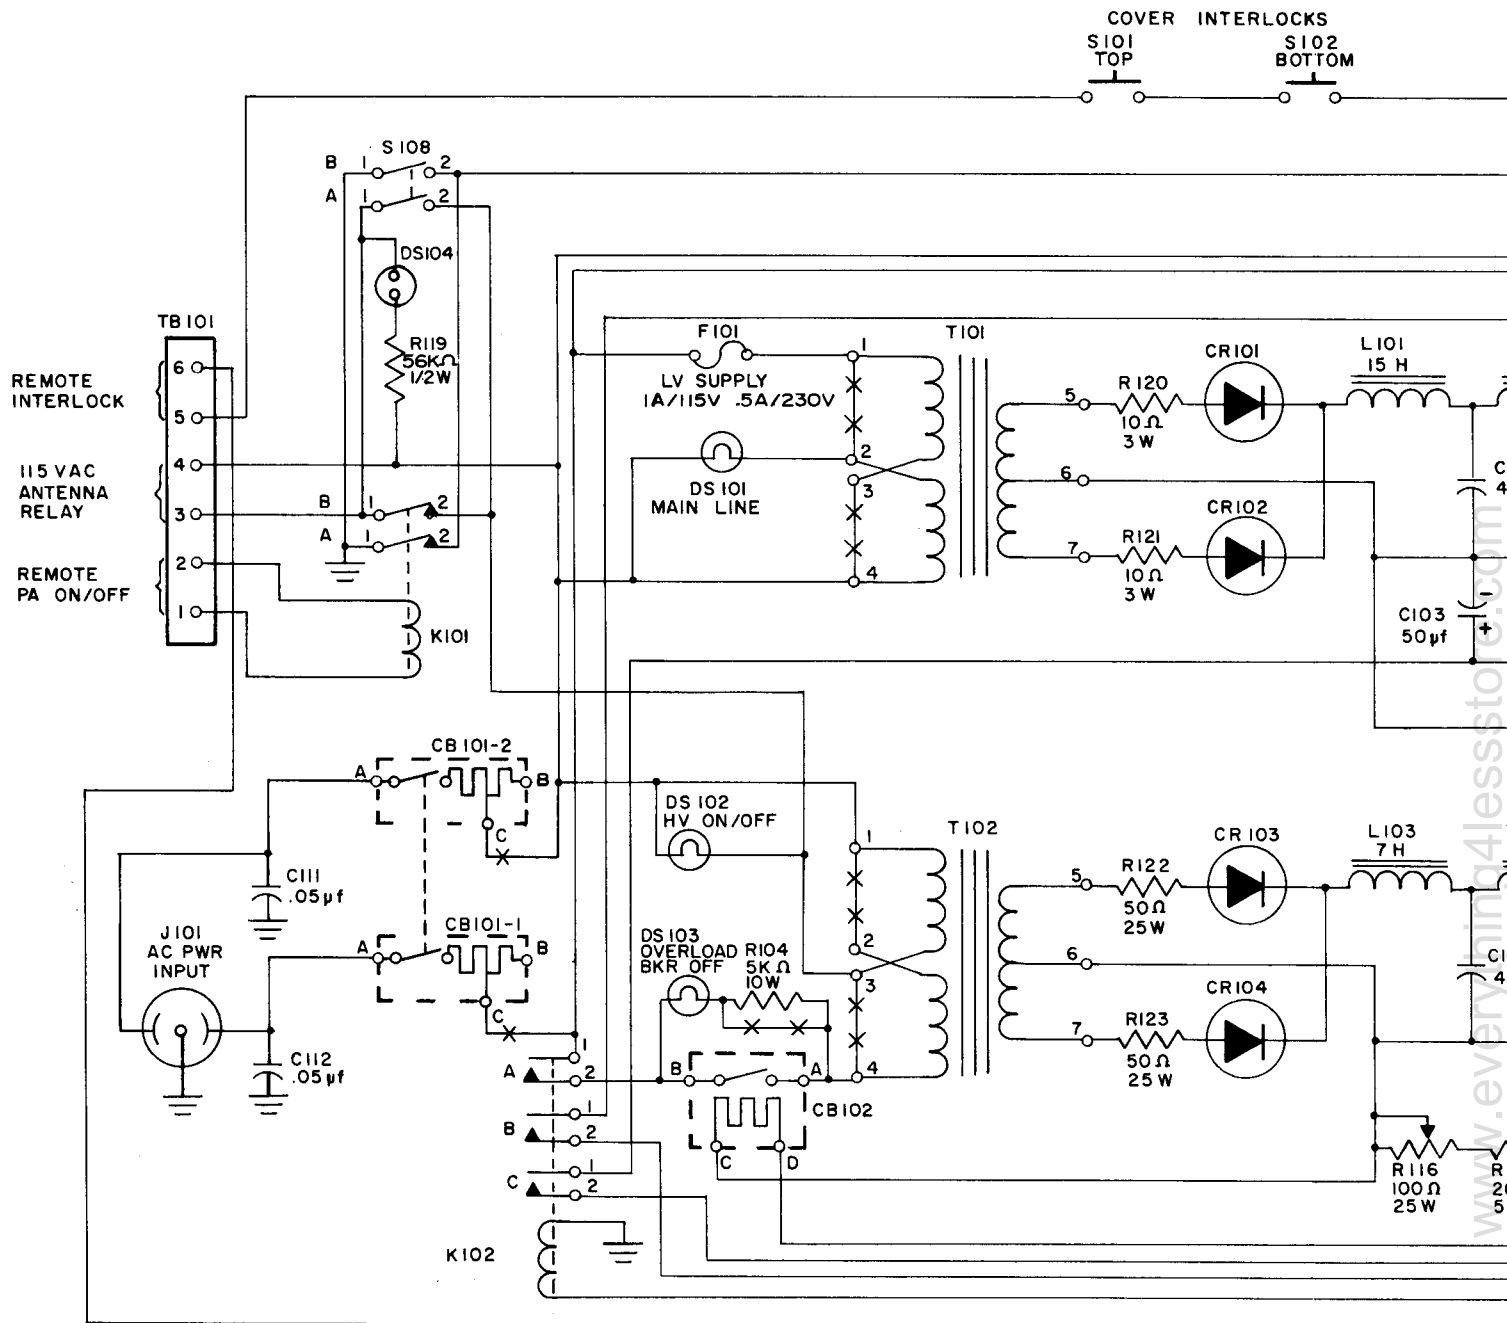 COVER INTERLOCKS
S101
TOP
S102
BOTTOM
S108
B 1 2
A 1 2
DS104
R119
56KΩ
1/2W
TB101
6
5
4
3
2
1
REMOTE
INTERLOCK
115 VAC
ANTENNA
RELAY
REMOTE
PA ON/OFF
B 1 2
A 1 2
K101
F101
LV SUPPLY
1A/115V .5A/230V
DS101
MAIN LINE
1
2
3
4
T101
5
6
7
R120
10Ω
3W
CR101
R121
10Ω
3W
CR102
L101
15 H
C
4
C103
50µf
-
+
CB101-2
A
B
C
C111
.05µf
J101
AC PWR
INPUT
C112
.05µf
CB101-1
A
B
C
DS102
HV ON/OFF
DS103
OVERLOAD
BKR OFF
R104
5KΩ
10W
1
2
3
4
T102
5
6
7
R122
50Ω
25W
CR103
R123
50Ω
25W
CR104
L103
7H
C1
4
A 1
2
B 1
2
C 1
2
K102
B
A
CB102
C
D
R116
100Ω
25W
R
20
5
www.everything4lessstore.com